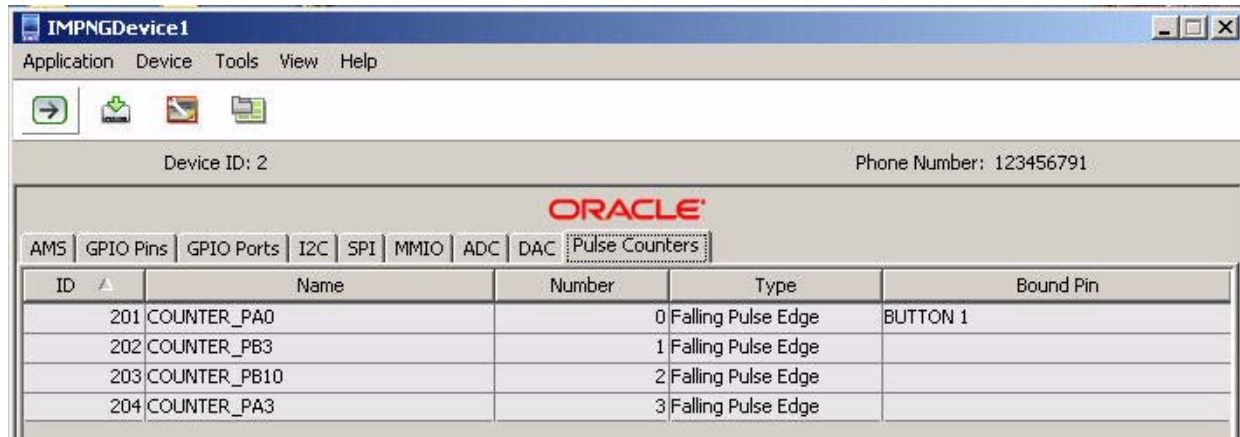 IMPNGDevice1
Application Device Tools View Help
Device ID: 2 Phone Number: 123456791
ORACLE
AMS GPIO Pins GPIO Ports I2C SPI MMIO ADC DAC Pulse Counters
ID Name Number Type Bound Pin
201 COUNTER_PA0 0 Falling Pulse Edge BUTTON 1
202 COUNTER_PB3 1 Falling Pulse Edge
203 COUNTER_PB10 2 Falling Pulse Edge
204 COUNTER_PA3 3 Falling Pulse Edge